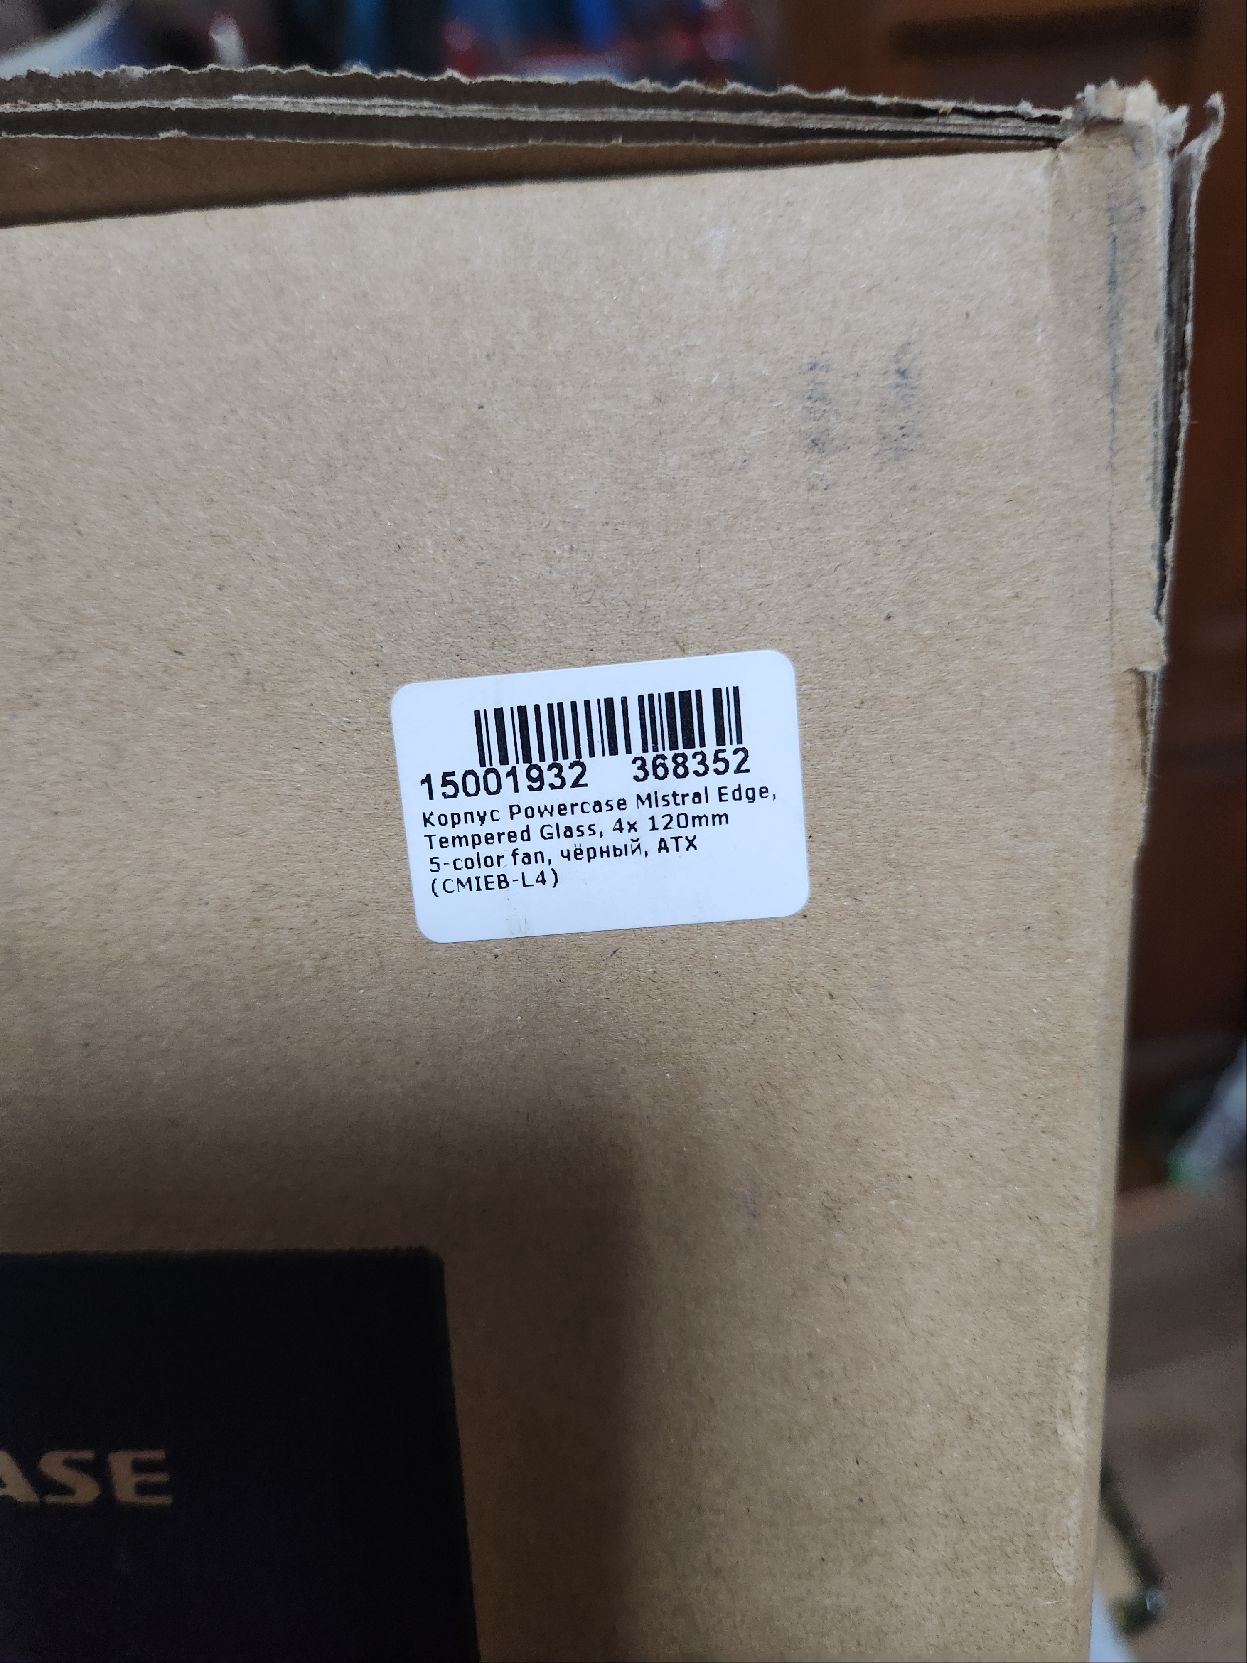 15001932 368352
Корпус Powercase Mistral Edge,
Tempered Glass, 4x 120mm
5-color fan, чёрный, ATX
(CMIEB-L4)
ASE